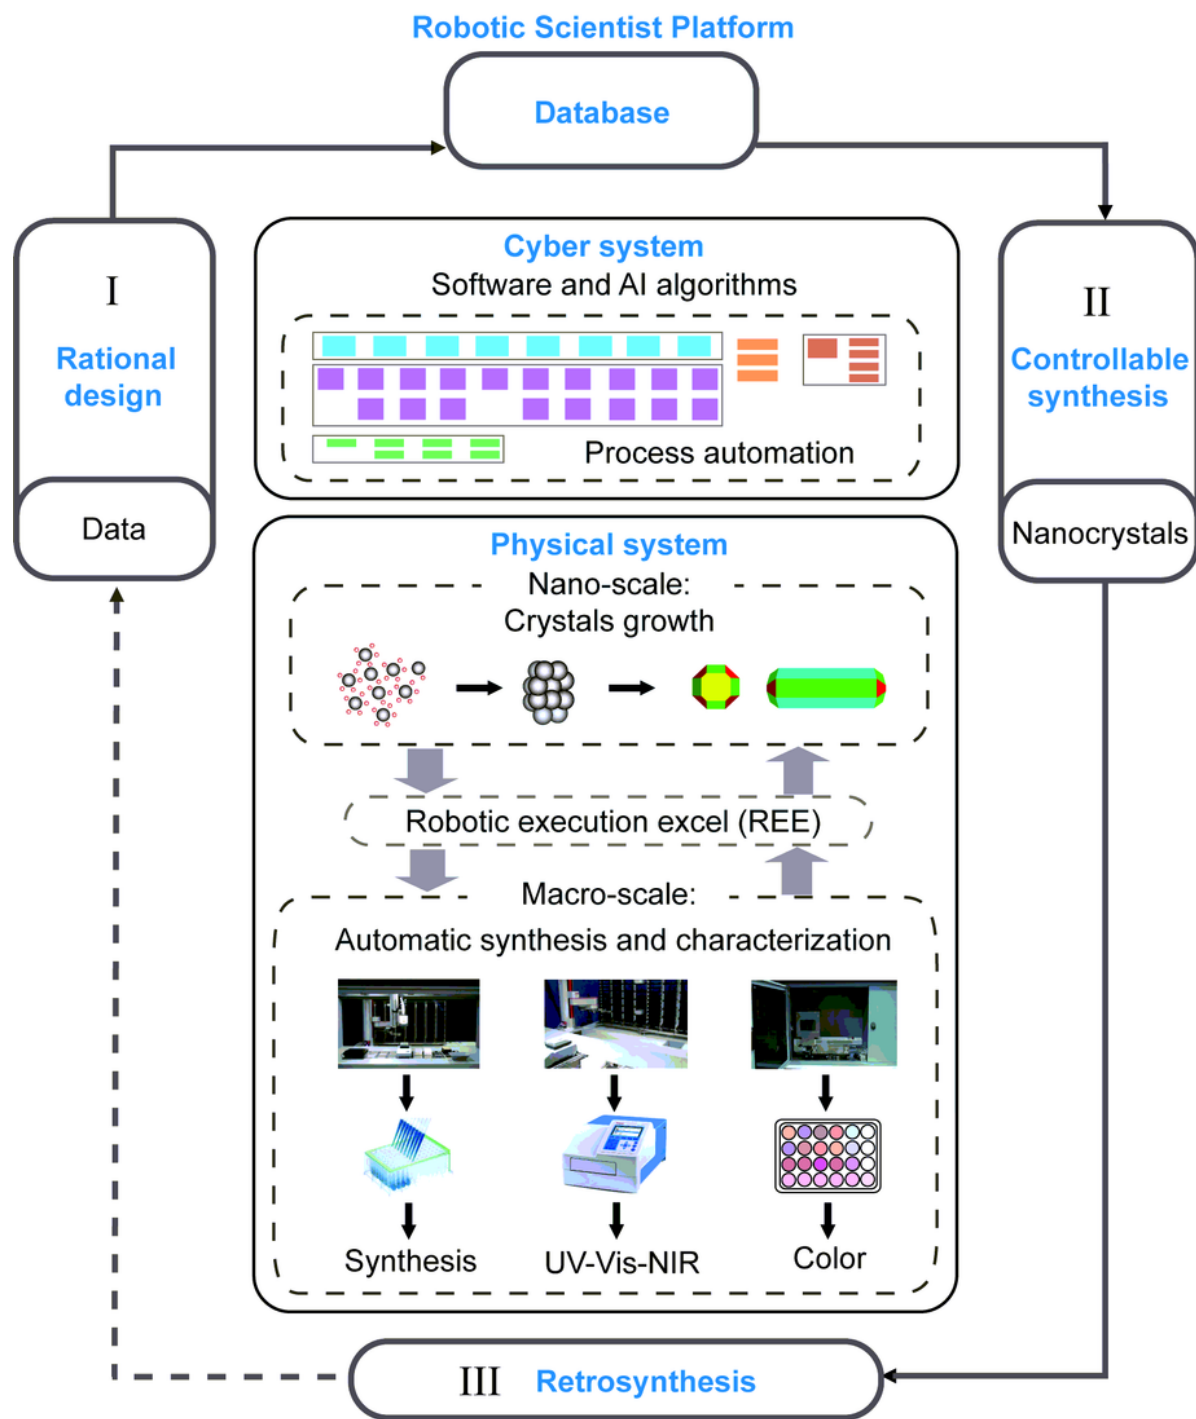 Robotic Scientist Platform
Database
Cyber system
Software and AI algorithms
Process automation
I
Rational
design
Data
II
Controllable
synthesis
Nanocrystals
Physical system
Nano-scale:
Crystals growth
Robotic execution excel (REE)
Macro-scale:
Automatic synthesis and characterization
Synthesis
UV-Vis-NIR
Color
III Retrosynthesis